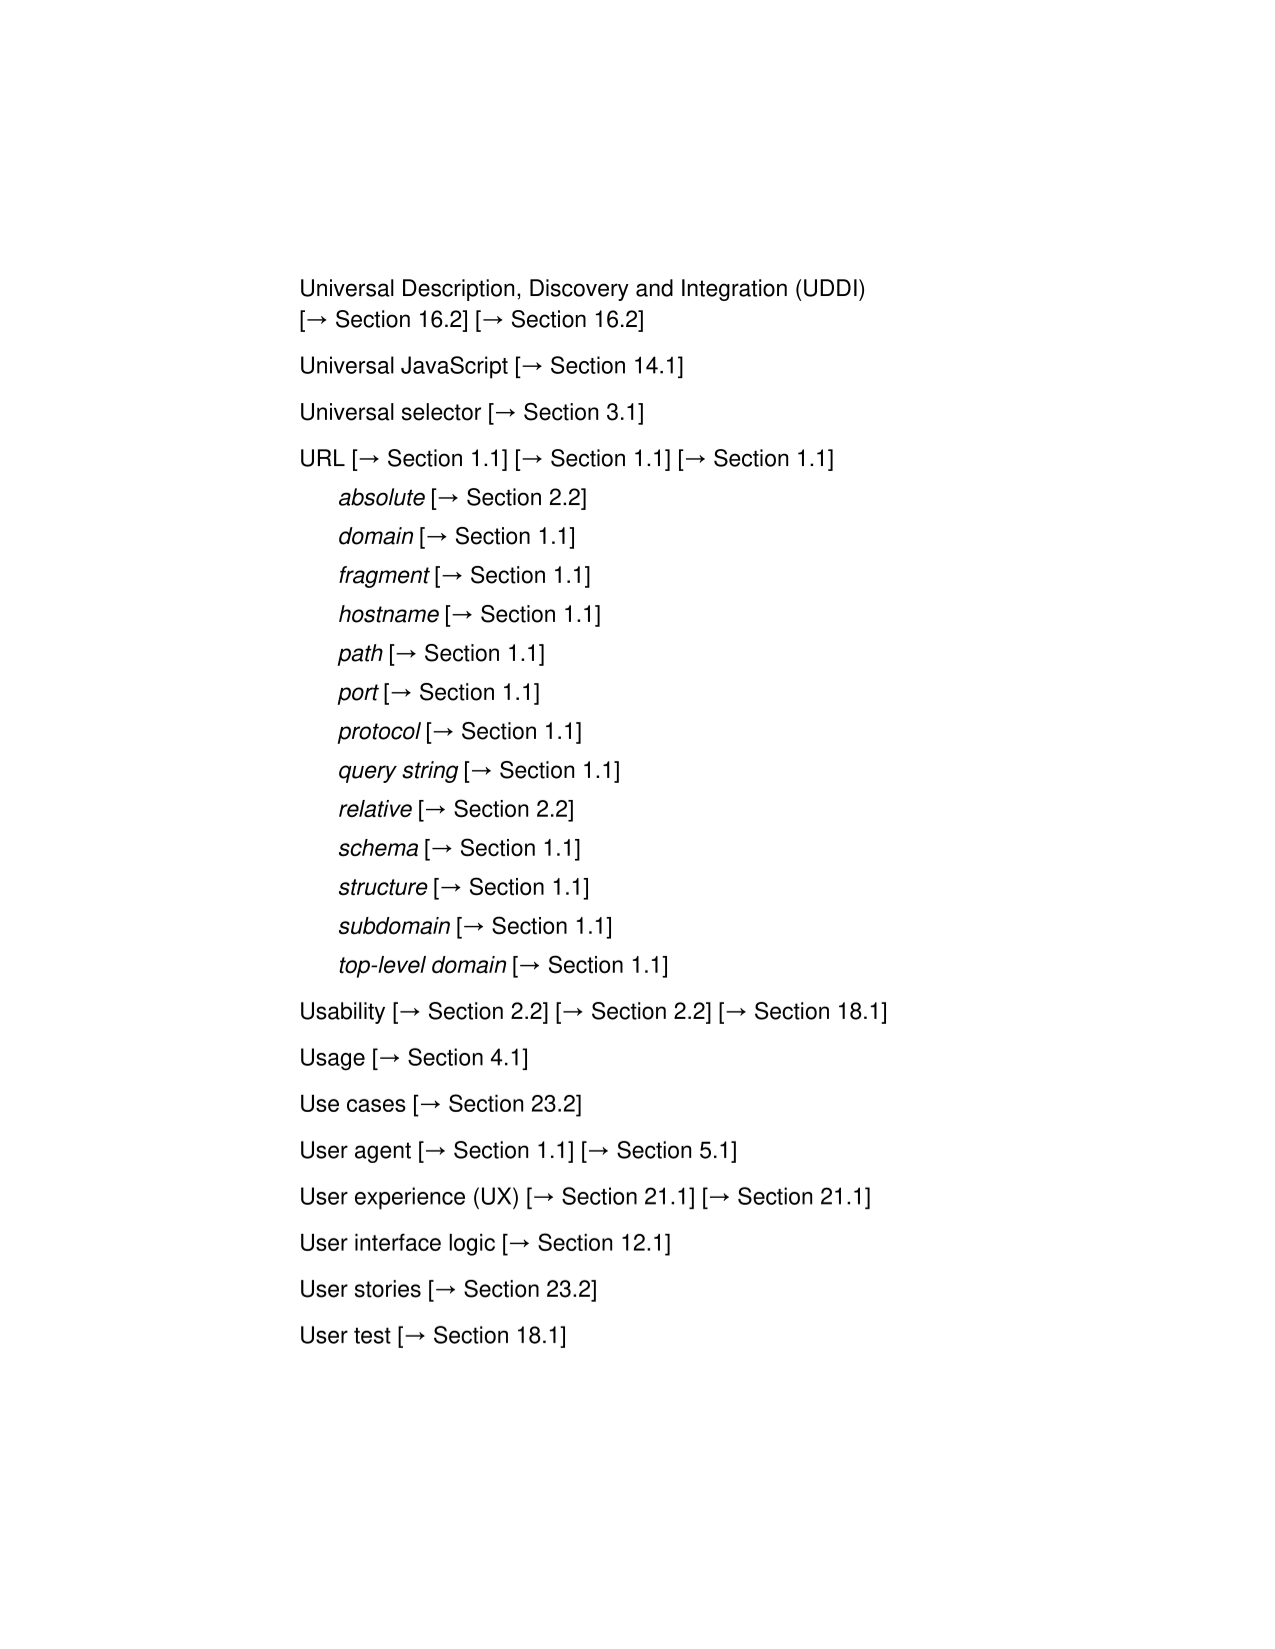 Universal Description, Discovery and Integration (UDDI)
[→ Section 16.2] [→ Section 16.2]
Universal JavaScript [→ Section 14.1]
Universal selector [→ Section 3.1]
URL [→ Section 1.1] [→ Section 1.1] [→ Section 1.1]
absolute [→ Section 2.2]
domain [→ Section 1.1]
fragment [→ Section 1.1]
hostname [→ Section 1.1]
path [→ Section 1.1]
port [→ Section 1.1]
protocol [→ Section 1.1]
query string [→ Section 1.1]
relative [→ Section 2.2]
schema [→ Section 1.1]
structure [→ Section 1.1]
subdomain [→ Section 1.1]
top-level domain [→ Section 1.1]
Usability [→ Section 2.2] [→ Section 2.2] [→ Section 18.1]
Usage [→ Section 4.1]
Use cases [→ Section 23.2]
User agent [→ Section 1.1] [→ Section 5.1]
User experience (UX) [→ Section 21.1] [→ Section 21.1]
User interface logic [→ Section 12.1]
User stories [→ Section 23.2]
User test [→ Section 18.1]